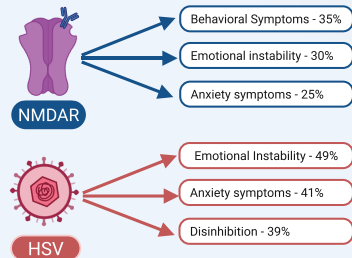 Behavioral Symptoms - 35%
Emotional instability - 30%
Anxiety symptoms - 25%
NMDAR
Emotional Instability - 49%
Anxiety symptoms - 41%
Disinhibition - 39%
HSV